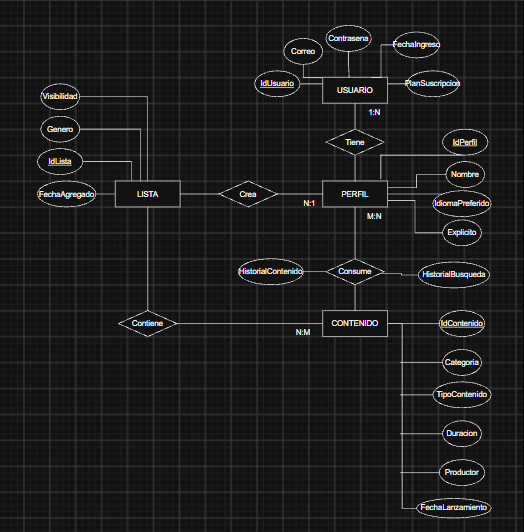 Contrasena
Correo
FechaIngreso
IdUsuario
USUARIO
PlanSuscripcion
Visibilidad
1:N
Genero
Tiene
IdPerfil
IdLista
Nombre
FechaAgregado
LISTA
Crea
PERFIL
N:1
IdiomaPreferido
M:N
Explicito
HistorialContenido
Consume
HistorialBusqueda
Contiene
CONTENIDO
IdContenido
N:M
Categoria
TipoContenido
Duracion
Productor
FechaLanzamiento